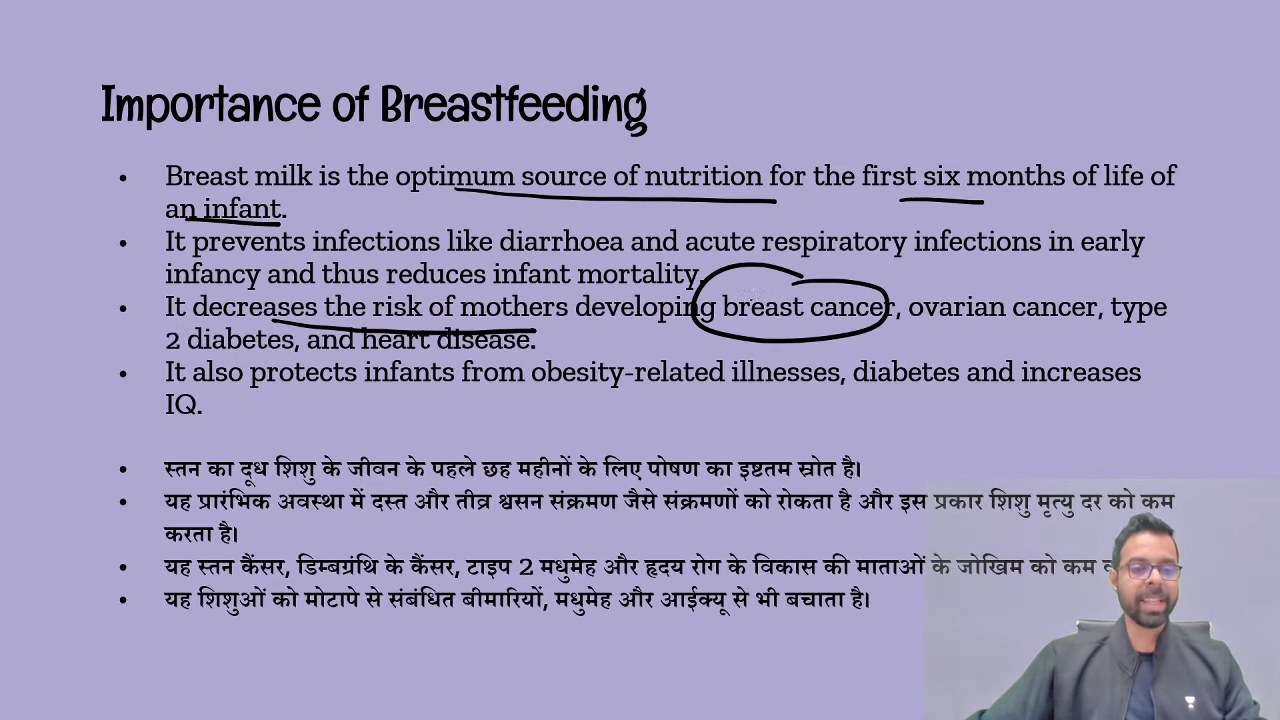 Importance of Breastfeeding
• Breast milk is the optimum source of nutrition for the first six months of life of
an infant.
• It prevents infections like diarrhoea and acute respiratory infections in early
infancy and thus reduces infant mortality.
• It decreases the risk of mothers developing breast cancer, ovarian cancer, type
2 diabetes, and heart disease.
• It also protects infants from obesity-related illnesses, diabetes and increases
IQ.
• स्तन का दूध शिशु के जीवन के पहले छह महीनों के लिए पोषण का इष्टतम स्रोत है।
• यह प्रारंभिक अवस्था में दस्त और तीव्र श्वसन संक्रमण जैसे संक्रमणों को रोकता है और इस प्रकार शिशु मृत्यु दर को कम
करता है।
• यह स्तन कैंसर, डिम्बग्रंथि के कैंसर, टाइप 2 मधुमेह और हृदय रोग के विकास की माताओं के जोखिम को कम
• यह शिशुओं को मोटापे से संबंधित बीमारियों, मधुमेह और आईक्यू से भी बचाता है।